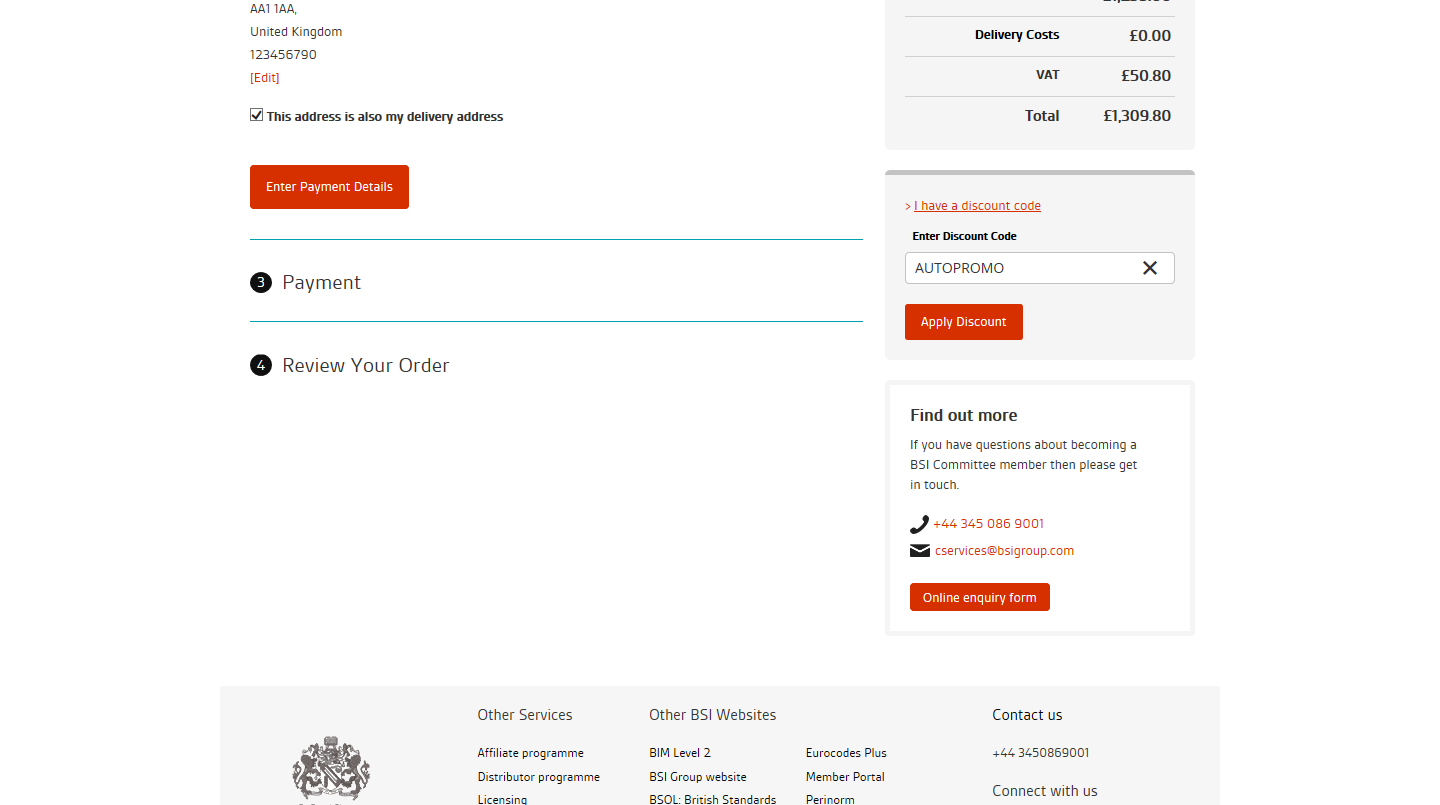 AA1 1AA,
United Kingdom
123456790
[Edit]
This address is also my delivery address
Enter Payment Details
3 Payment
4 Review Your Order
Delivery Costs £0.00
VAT £50.80
Total £1,309.80
> I have a discount code
Enter Discount Code
AUTOPROMO
Apply Discount
Find out more
If you have questions about becoming a
BSI Committee member then please get
in touch.
+44 345 086 9001
cservices@bsigroup.com
Online enquiry form
Other Services
Affiliate programme
Distributor programme
Licensing
Other BSI Websites
BIM Level 2
BSI Group website
BSOL: British Standards
Eurocodes Plus
Member Portal
Perinorm
Contact us
+44 3450869001
Connect with us